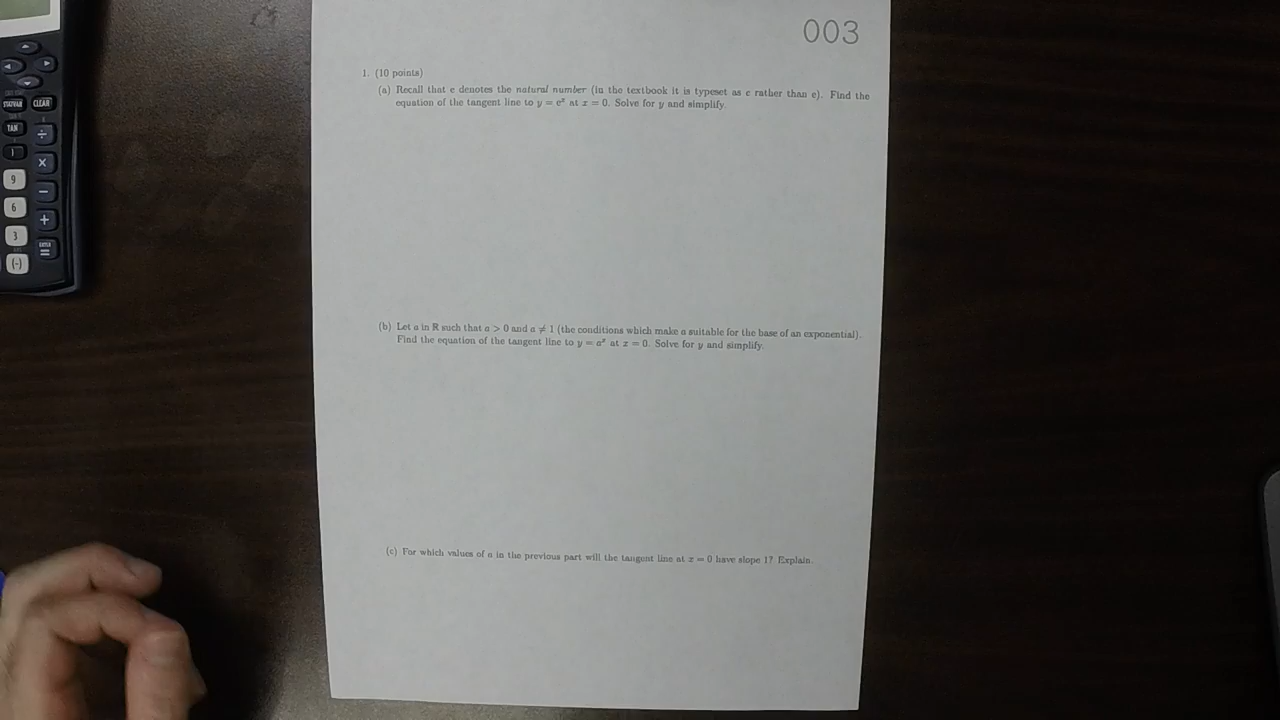 003
1. (10 points)
(a) Recall that e denotes the natural number (in the textbook it is typeset as e rather than e). Find the
equation of the tangent line to y = eˣ at x = 0. Solve for y and simplify.
(b) Let a in R such that a > 0 and a ≠ 1 (the conditions which make a suitable for the base of an exponential).
Find the equation of the tangent line to y = aˣ at x = 0. Solve for y and simplify.
(c) For which values of a in the previous part will the tangent line at x = 0 have slope 1? Explain.
CLEAR
TAN
÷
)
×
9
−
6
+
3
ENTER
=
(-)